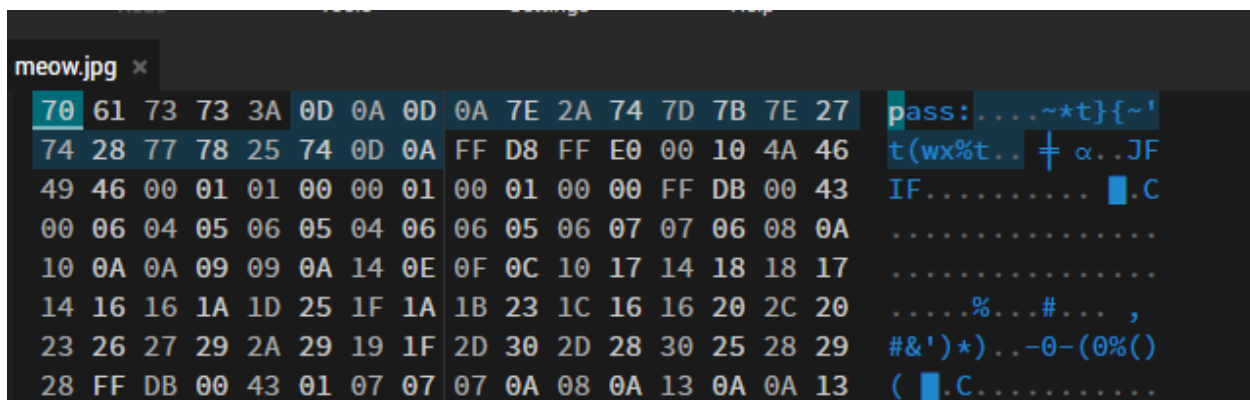 meow.jpg ×
70 61 73 73 3A 0D 0A 0D 0A 7E 2A 74 7D 7B 7E 27 pass:....~*t}{~'
74 28 77 78 25 74 0D 0A FF D8 FF E0 00 10 4A 46 t(wx%t.. ╪ α..JF
49 46 00 01 01 00 00 01 00 01 00 00 FF DB 00 43 IF.......... █.C
00 06 04 05 06 05 04 06 06 05 06 07 07 06 08 0A ................
10 0A 0A 09 09 0A 14 0E 0F 0C 10 17 14 18 18 17 ................
14 16 16 1A 1D 25 1F 1A 1B 23 1C 16 16 20 2C 20 .....%...#... , 
23 26 27 29 2A 29 19 1F 2D 30 2D 28 30 25 28 29 #&')*)..-0-(0%()
28 FF DB 00 43 01 07 07 07 0A 08 0A 13 0A 0A 13 ( █.C...........